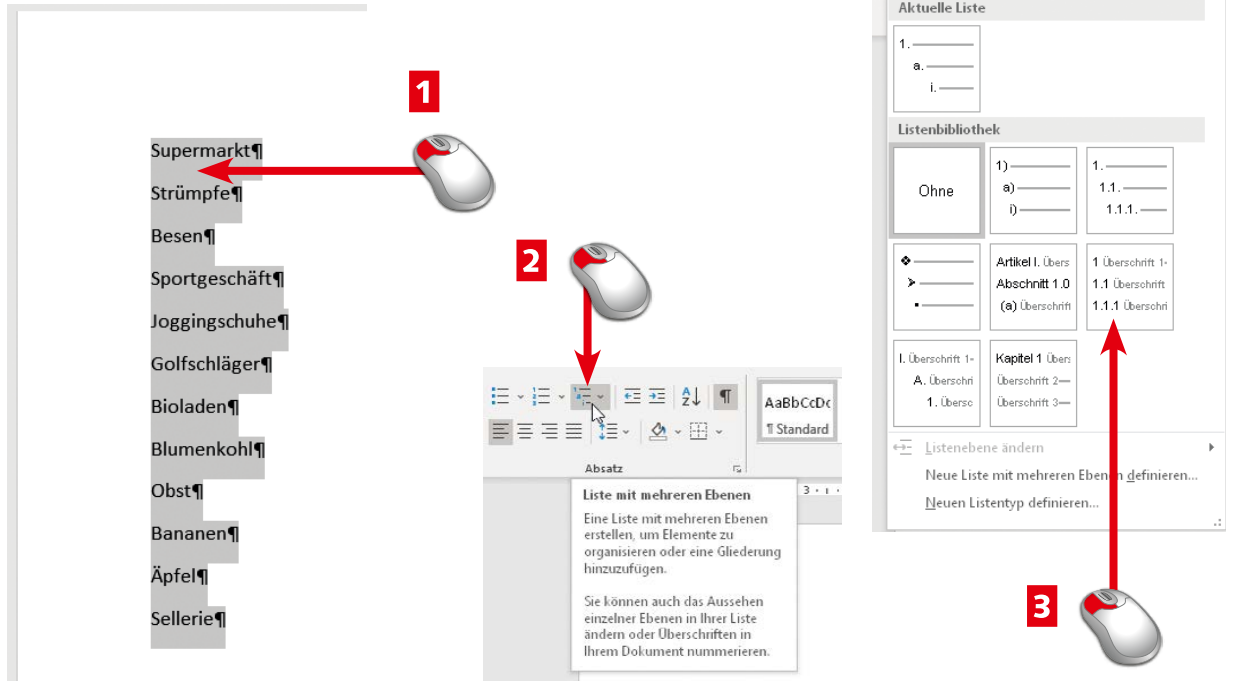 1
Supermarkt¶
Strümpfe¶
Besen¶
Sportgeschäft¶
Joggingschuhe¶
Golfschläger¶
Bioladen¶
Blumenkohl¶
Obst¶
Bananen¶
Äpfel¶
Sellerie¶
2
AaBbCcDc
¶ Standard
Absatz
3
Liste mit mehreren Ebenen
Eine Liste mit mehreren Ebenen
erstellen, um Elemente zu
organisieren oder eine Gliederung
hinzuzufügen.
Sie können auch das Aussehen
einzelner Ebenen in Ihrer Liste
ändern oder Überschriften in
Ihrem Dokument nummerieren.
Aktuelle Liste
1.
a.
i.
Listenbibliothek
Ohne
1)
a)
i)
1.
1.1.
1.1.1.
Artikel I. Übers
Abschnitt 1.0
(a) Überschrift
1 Überschrift 1
1.1 Überschrift
1.1.1 Überschri
I. Überschrift 1
A. Überschri
1. Übersc
Kapitel 1 Übers
Überschrift 2
Überschrift 3
Listenebene ändern
Neue Liste mit mehreren Ebenen definieren...
Neuen Listentyp definieren...
3